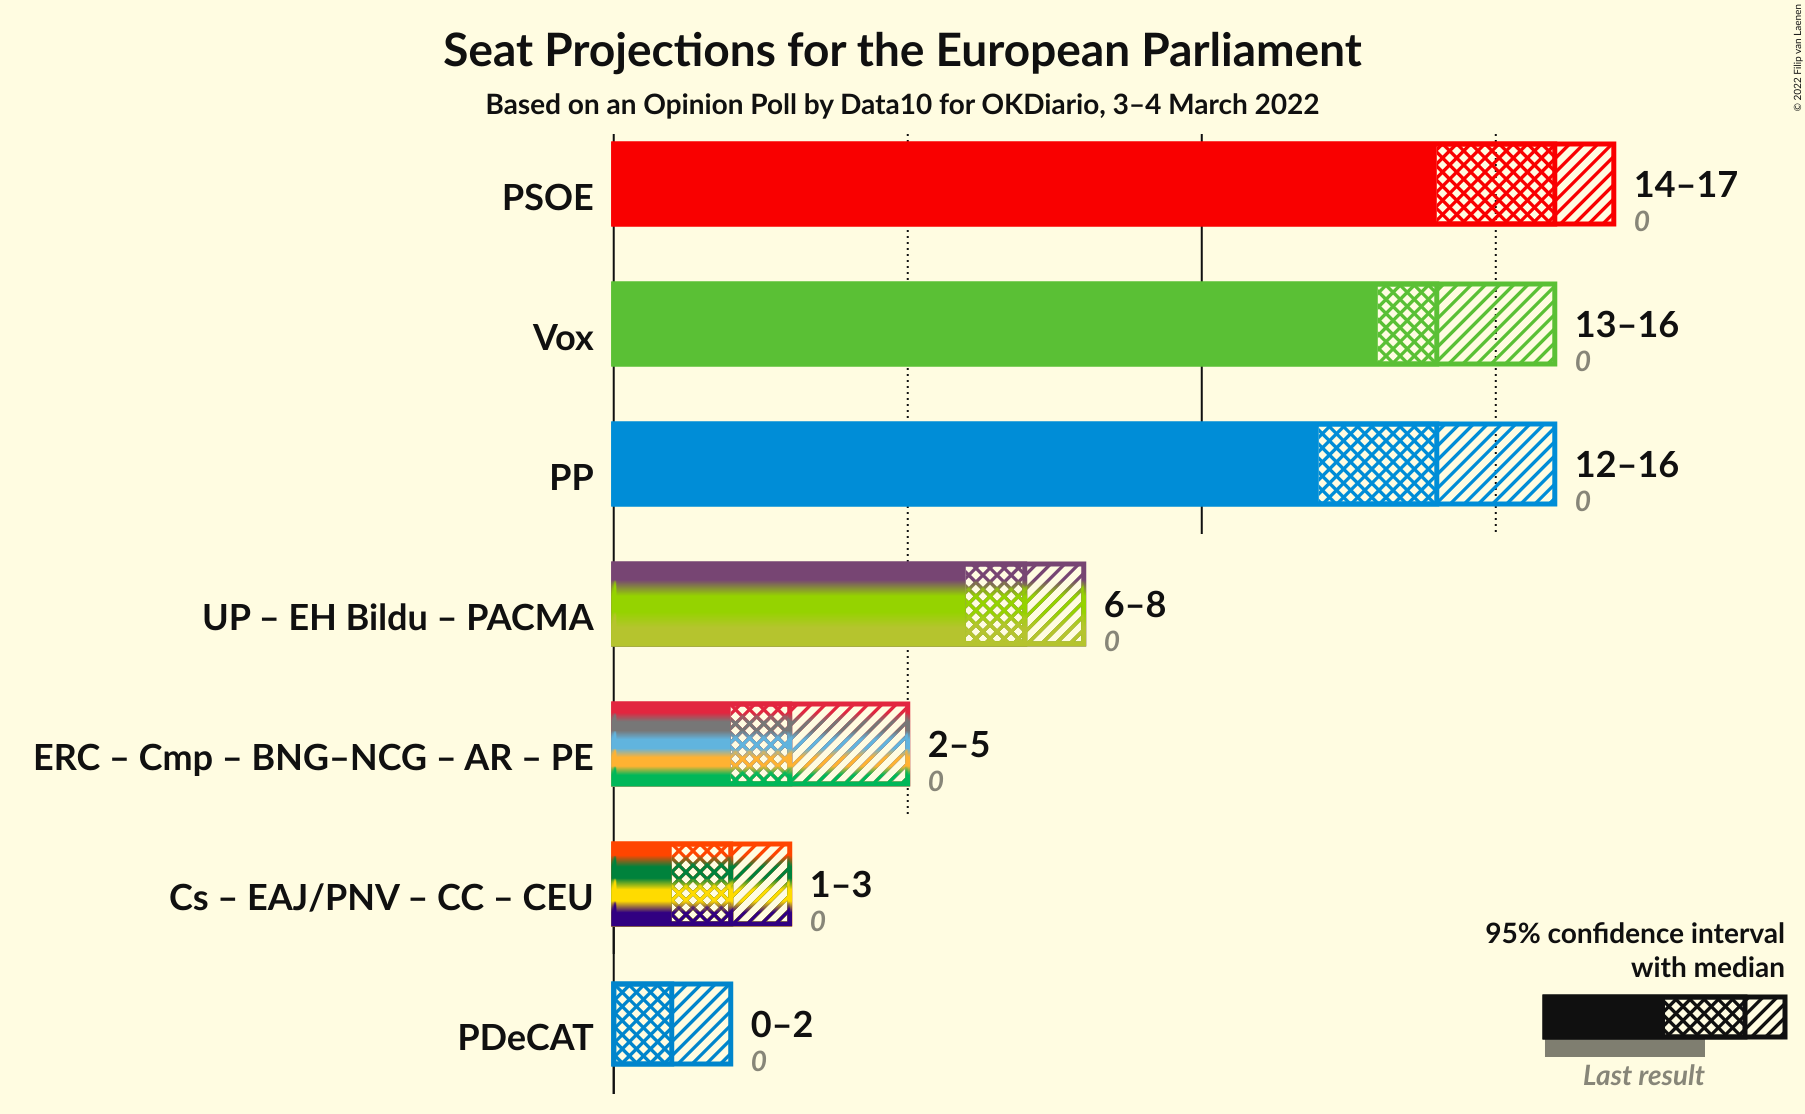 Seat Projections for the European Parliament
Based on an Opinion Poll by Data10 for OKDiario, 3–4 March 2022
© 2022 Filip van Laenen
PSOE
14–17
0
Vox
13–16
0
PP
12–16
0
UP – EH Bildu – PACMA
6–8
0
ERC – Cmp – BNG–NCG – AR – PE
2–5
0
Cs – EAJ/PNV – CC – CEU
1–3
0
PDeCAT
0–2
0
95% confidence interval
with median
Last result